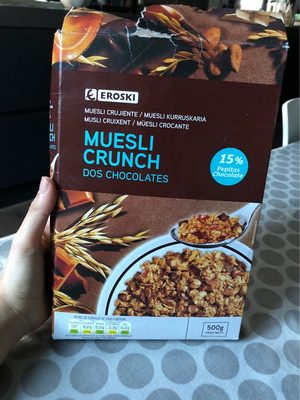 EROSKI
MUESLI CRUJIENTE / MUESLI KURRUSKARIA
MUSLI CRUIXENT / MÜESLI CROCANTE
MUESLI
CRUNCH
DOS CHOCOLATES
15%
Pepitas
Chocolate
500g